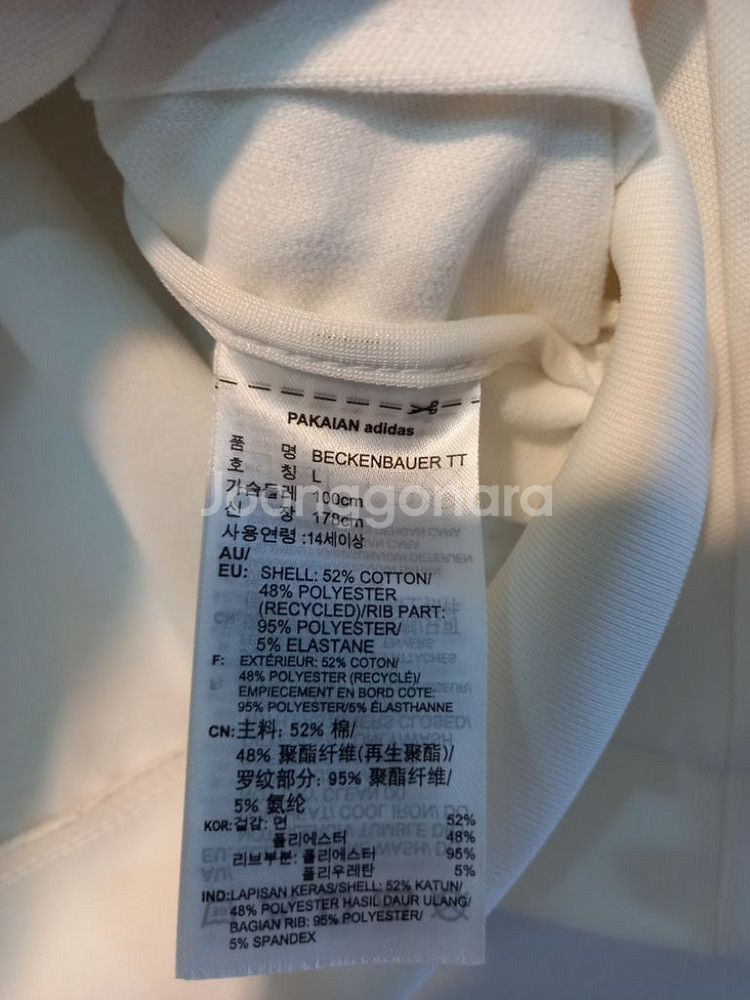 PAKAIAN adidas
품 명 BECKENBAUER TT
호 칭 L
가슴둘레 100cm
신 장 178cm
사용연령 :14세이상
AU/
EU: SHELL: 52% COTTON/
48% POLYESTER
(RECYCLED)/RIB PART:
95% POLYESTER/
5% ELASTANE
F: EXTÉRIEUR: 52% COTON/
48% POLYESTER (RECYCLÉ)/
EMPIECEMENT EN BORD COTE:
95% POLYESTER/5% ÉLASTHANNE
CN:主料: 52% 棉/
48% 聚酯纤维(再生聚酯)/
罗纹部分: 95% 聚酯纤维/
5% 氨纶
KOR:겉감: 면 52%
폴리에스터 48%
리브부분: 폴리에스터 95%
폴리우레탄 5%
IND:LAPISAN KERAS/SHELL: 52% KATUN/
48% POLYESTER HASIL DAUR ULANG/
BAGIAN RIB: 95% POLYESTER/
5% SPANDEX
Joonggonara